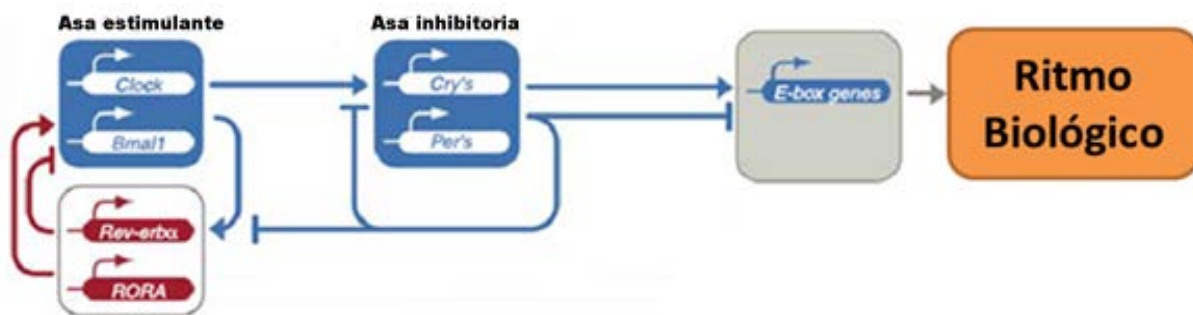 Asa estimulante
Asa inhibitoria
Clock
Cry's
E-box genes
Ritmo
Biológico
Bmal1
Per's
Rev-erbα
RORA